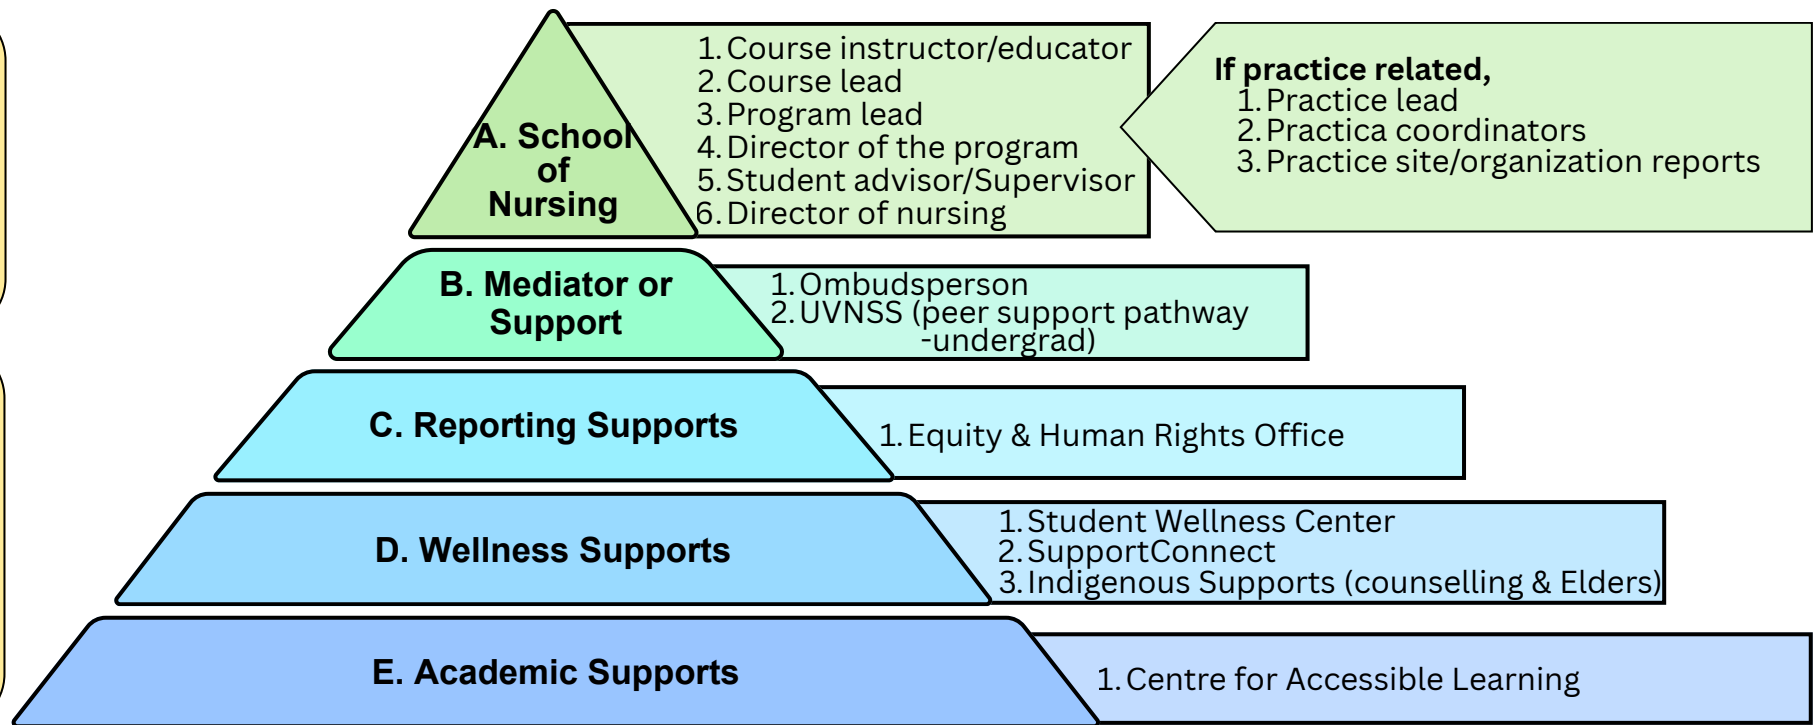 A. School
of
Nursing
1. Course instructor/educator
2. Course lead
3. Program lead
4. Director of the program
5. Student advisor/Supervisor
6. Director of nursing
If practice related,
1. Practice lead
2. Practica coordinators
3. Practice site/organization reports
B. Mediator or
Support
1. Ombudsperson
2. UVNSS (peer support pathway
-undergrad)
C. Reporting Supports
1. Equity & Human Rights Office
D. Wellness Supports
1. Student Wellness Center
2. SupportConnect
3. Indigenous Supports (counselling & Elders)
E. Academic Supports
1. Centre for Accessible Learning